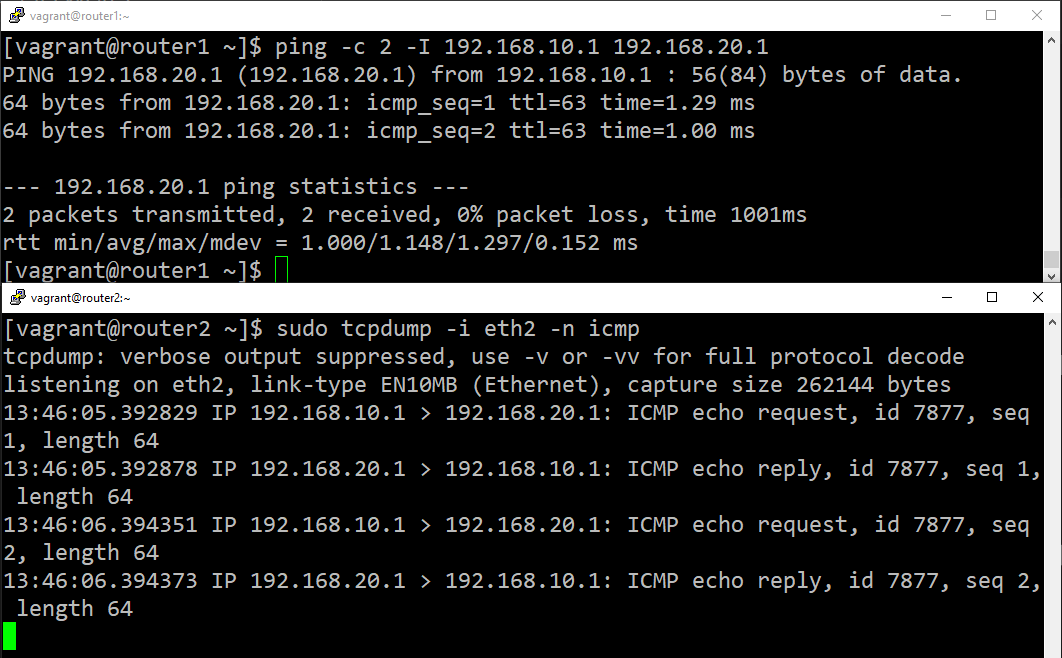 vagrant@router1:~
[vagrant@router1 ~]$ ping -c 2 -I 192.168.10.1 192.168.20.1
PING 192.168.20.1 (192.168.20.1) from 192.168.10.1 : 56(84) bytes of data.
64 bytes from 192.168.20.1: icmp_seq=1 ttl=63 time=1.29 ms
64 bytes from 192.168.20.1: icmp_seq=2 ttl=63 time=1.00 ms
--- 192.168.20.1 ping statistics ---
2 packets transmitted, 2 received, 0% packet loss, time 1001ms
rtt min/avg/max/mdev = 1.000/1.148/1.297/0.152 ms
[vagrant@router1 ~]$
vagrant@router2:~
[vagrant@router2 ~]$ sudo tcpdump -i eth2 -n icmp
tcpdump: verbose output suppressed, use -v or -vv for full protocol decode
listening on eth2, link-type EN10MB (Ethernet), capture size 262144 bytes
13:46:05.392829 IP 192.168.10.1 > 192.168.20.1: ICMP echo request, id 7877, seq
1, length 64
13:46:05.392878 IP 192.168.20.1 > 192.168.10.1: ICMP echo reply, id 7877, seq 1,
length 64
13:46:06.394351 IP 192.168.10.1 > 192.168.20.1: ICMP echo request, id 7877, seq
2, length 64
13:46:06.394373 IP 192.168.20.1 > 192.168.10.1: ICMP echo reply, id 7877, seq 2,
length 64